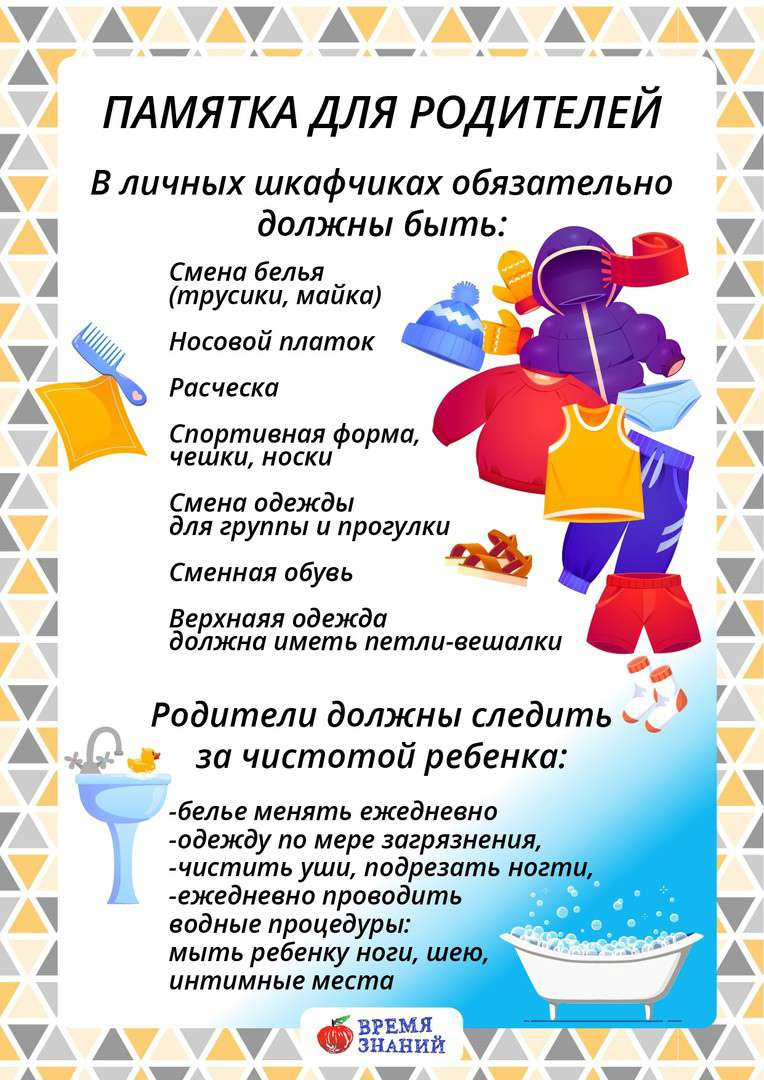 ПАМЯТКА ДЛЯ РОДИТЕЛЕЙ
В личных шкафчиках обязательно
должны быть:
Смена белья
(трусики, майка)
Носовой платок
Расческа
Спортивная форма,
чешки, носки
Смена одежды
для группы и прогулки
Сменная обувь
Верхнаяя одежда
должна иметь петли-вешалки
Родители должны следить
за чистотой ребенка:
-белье менять ежедневно
-одежду по мере загрязнения,
-чистить уши, подрезать ногти,
-ежедневно проводить
водные процедуры:
мыть ребенку ноги, шею,
интимные места
ВРЕМЯ
ЗНАНИЙ